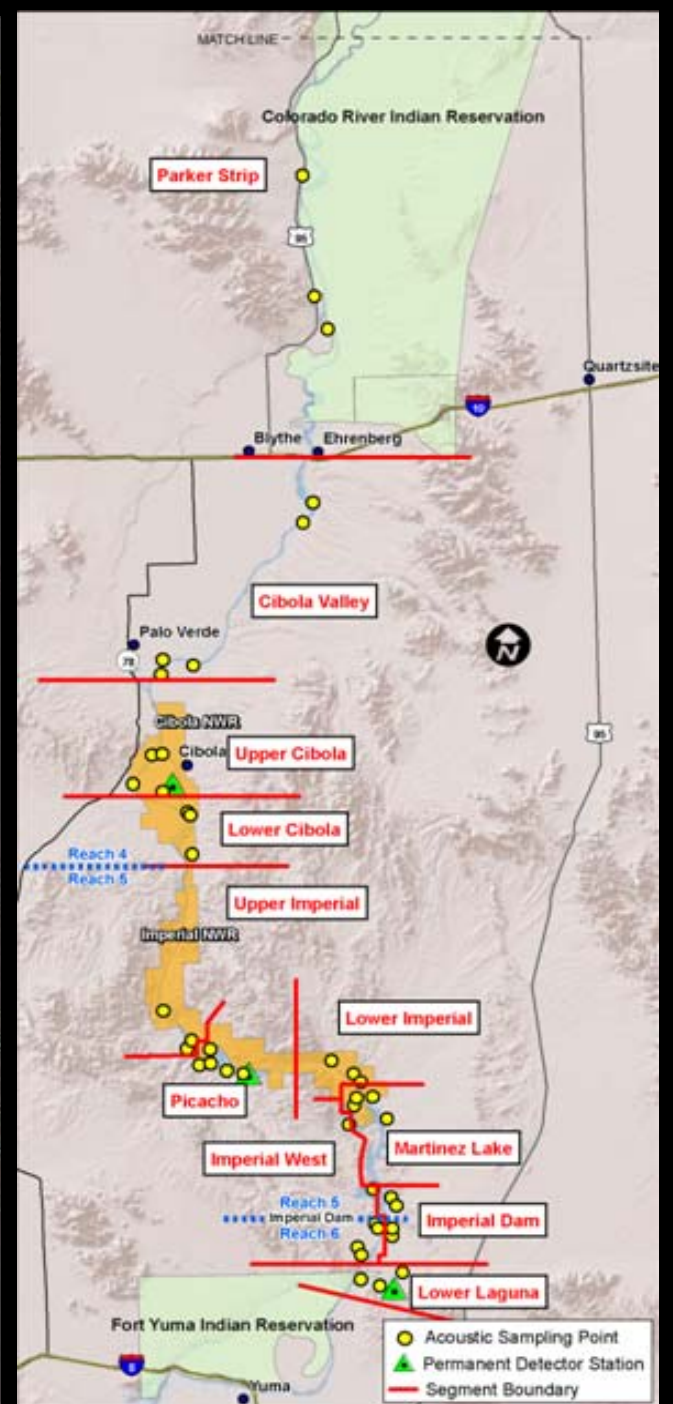 MATCH LINE
Colorado River Indian Reservation
Parker Strip
95
Quartzsite
10
Blythe
Ehrenberg
Cibola Valley
Palo Verde
78
N
95
Cibola NWR
Cibola
Upper Cibola
Lower Cibola
Reach 4
Reach 5
Upper Imperial
Imperial NWR
Lower Imperial
Picacho
Imperial West
Martinez Lake
Reach 5
Imperial Dam
Reach 6
Imperial Dam
Lower Laguna
Fort Yuma Indian Reservation
8
Yuma
Acoustic Sampling Point
Permanent Detector Station
Segment Boundary